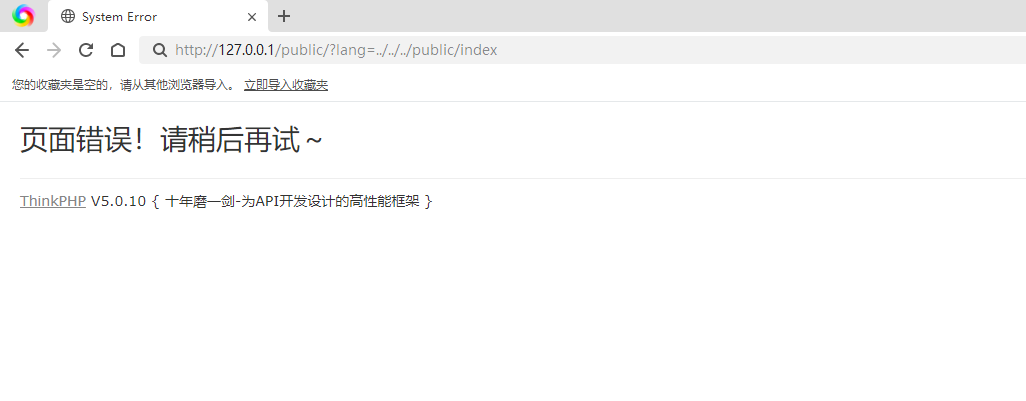 System Error
http://127.0.0.1/public/?lang=../../../public/index
您的收藏夹是空的，请从其他浏览器导入。 立即导入收藏夹
页面错误！请稍后再试～
ThinkPHP V5.0.10 { 十年磨一剑-为API开发设计的高性能框架 }